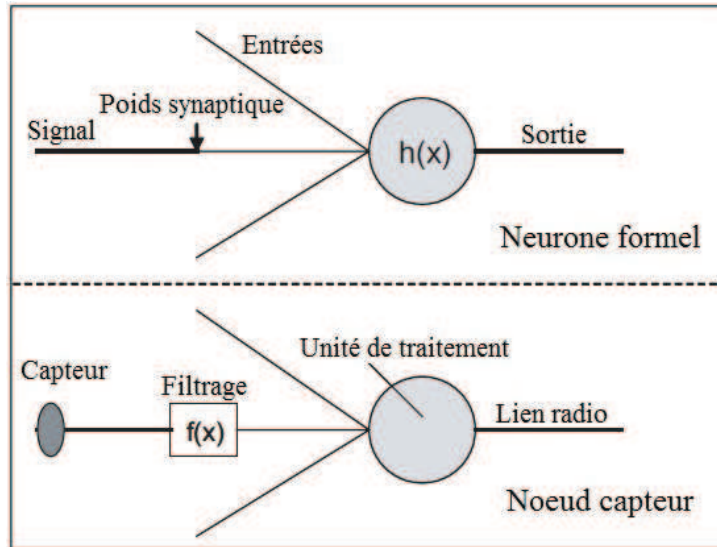 Entrées
Poids synaptique
Signal
h(x)
Sortie
Neurone formel
Unité de traitement
Capteur
Filtrage
f(x)
Lien radio
Noeud capteur